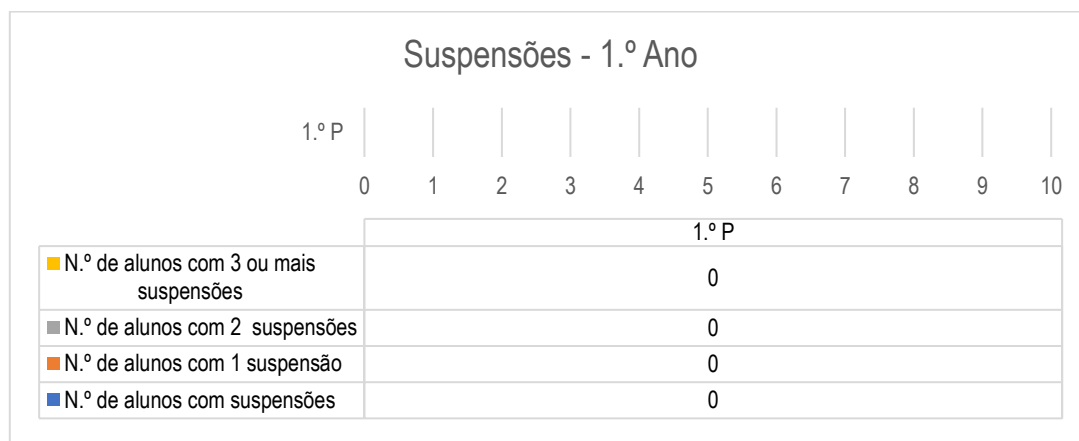 Suspensões - 1.º Ano
1.º P
0 1 2 3 4 5 6 7 8 9 10
1.º P
N.º de alunos com 3 ou mais
suspensões
0
N.º de alunos com 2 suspensões 0
N.º de alunos com 1 suspensão 0
N.º de alunos com suspensões 0